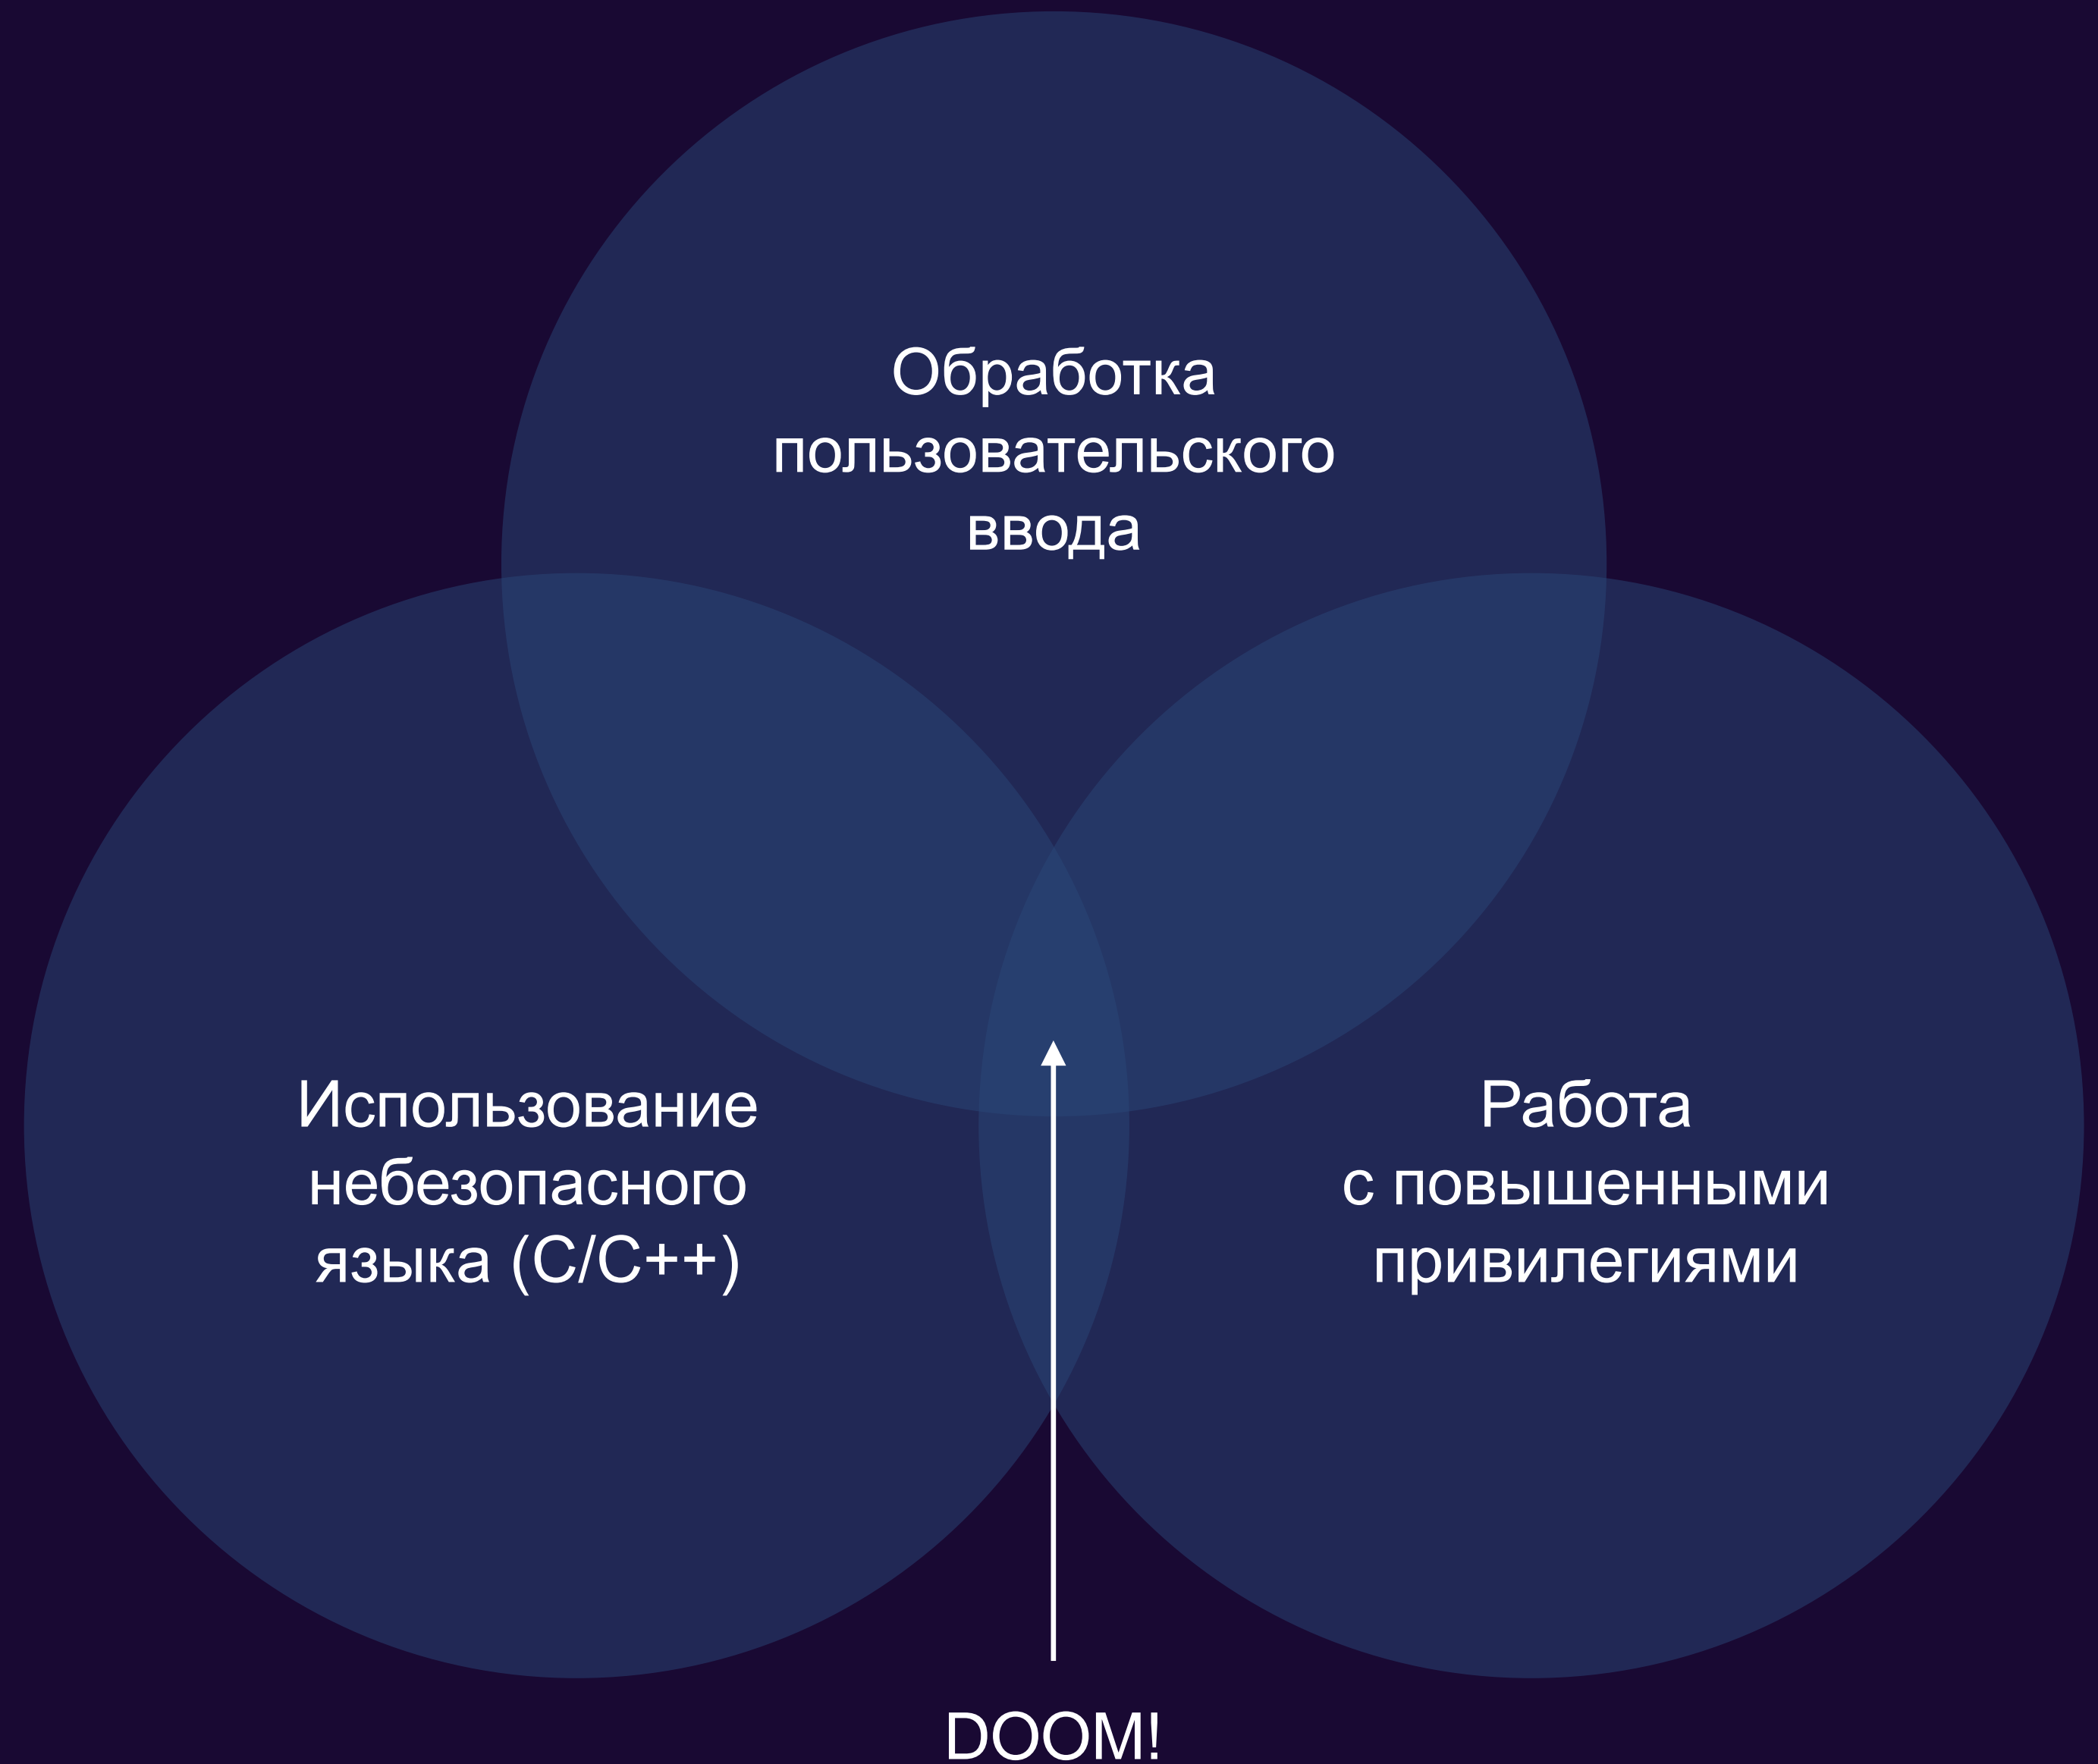 Обработка
пользовательского
ввода
Использование
небезопасного
языка (C/C++)
Работа
с повышенными
привилегиями
DOOM!